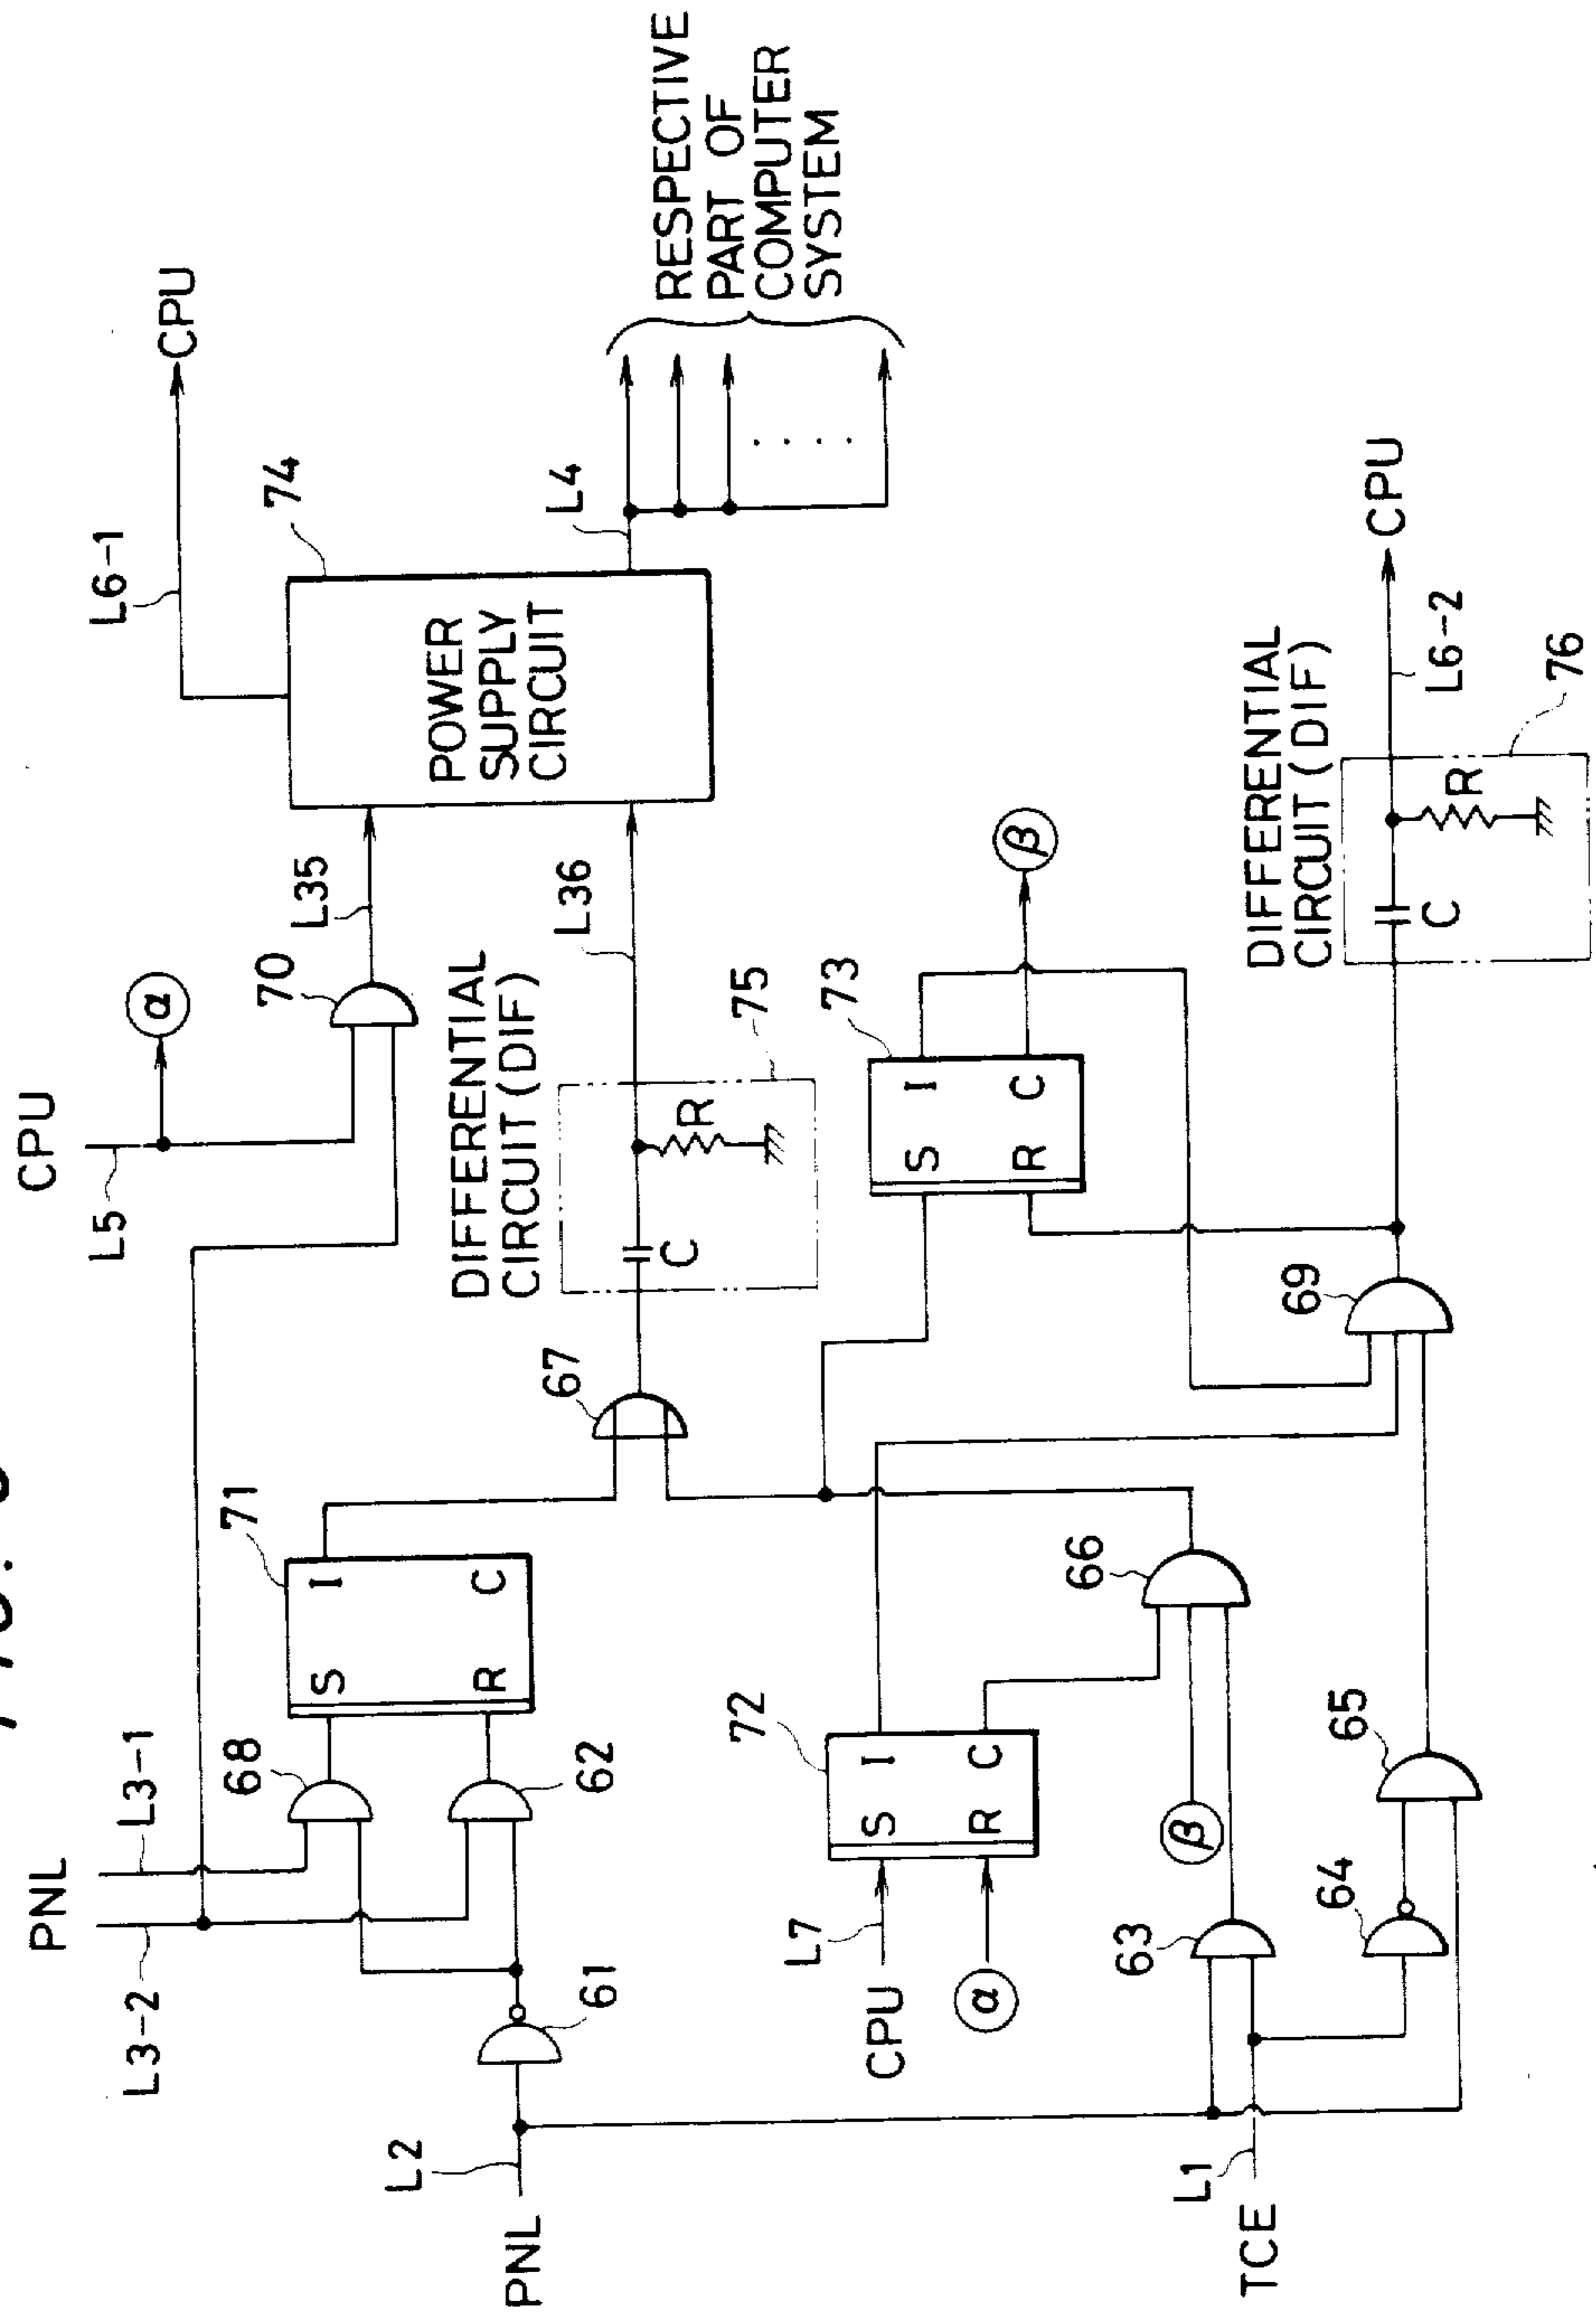 PNL
CPU
L3-2
L3-1
L5
L6-1
CPU
α
L35
74
68
71
70
S
I
R
C
POWER
SUPPLY
CIRCUIT
RESPECTIVE
PART OF
COMPUTER
SYSTEM
L2
PNL
61
62
67
DIFFERENTIAL
CIRCUIT (DIF)
L36
L4
C
R
75
72
73
L7
CPU
α
S
I
R
C
S
I
R
C
β
63
66
L1
TCE
β
64
65
69
DIFFERENTIAL
CIRCUIT (DIF)
CPU
L6-2
C
R
76